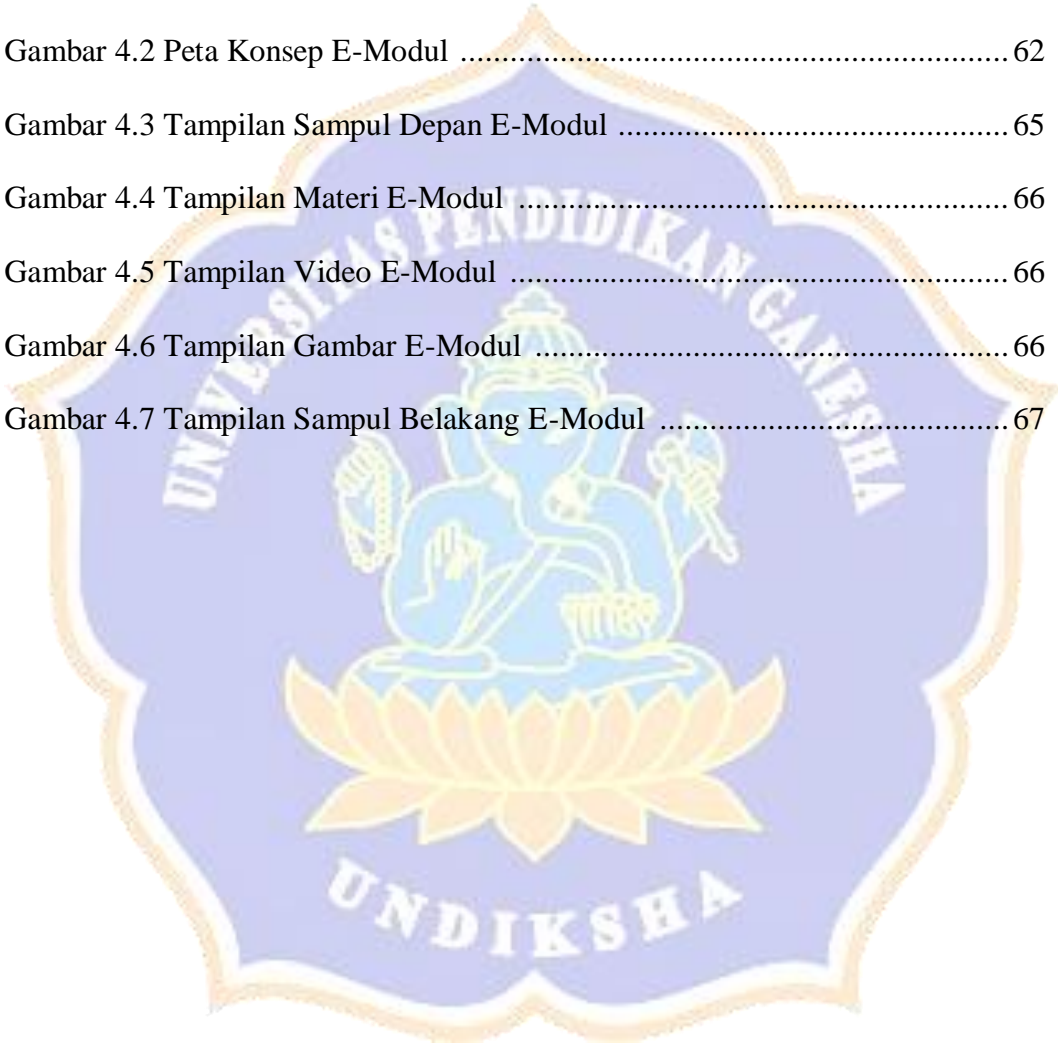 Gambar 4.2 Peta Konsep E-Modul ................................................................... 62
Gambar 4.3 Tampilan Sampul Depan E-Modul ................................................ 65
Gambar 4.4 Tampilan Materi E-Modul ............................................................ 66
Gambar 4.5 Tampilan Video E-Modul ............................................................. 66
Gambar 4.6 Tampilan Gambar E-Modul .......................................................... 66
Gambar 4.7 Tampilan Sampul Belakang E-Modul ........................................... 67
UNIVERSITAS PENDIDIKAN GANESHA
UNDIKSHA